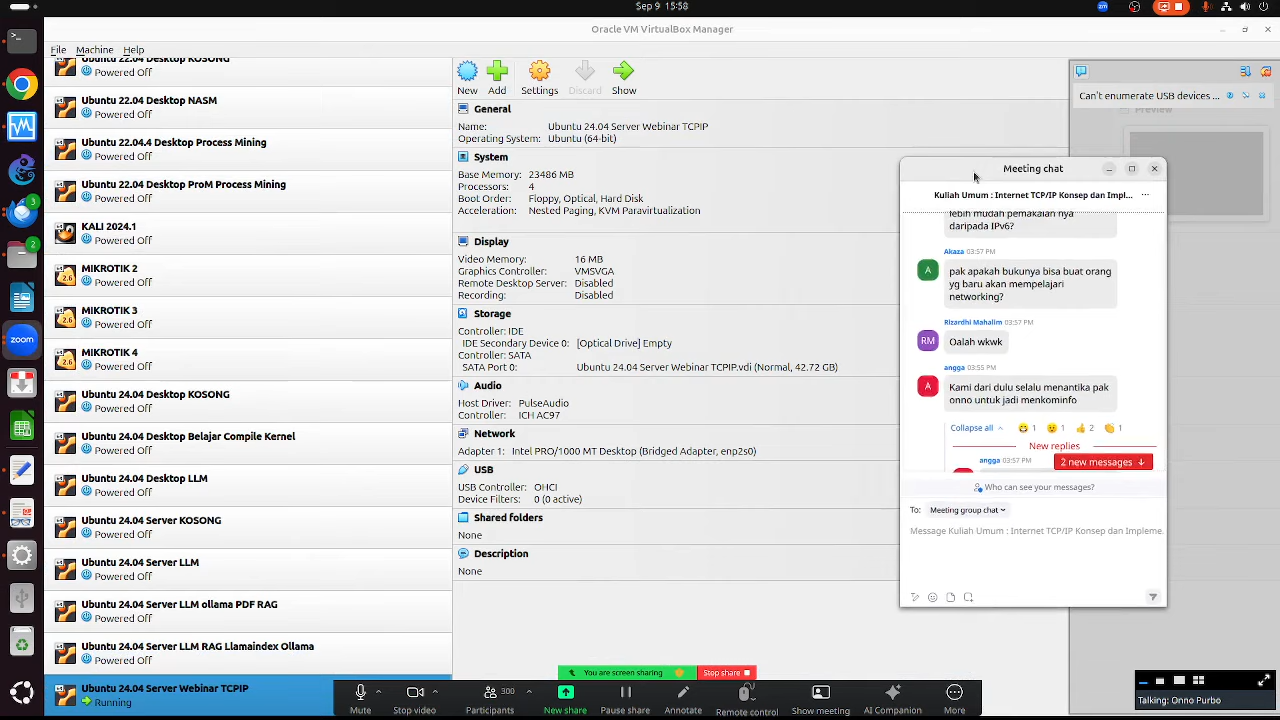 Sep 9 15:58
Oracle VM VirtualBox Manager
File Machine Help
Ubuntu 22.04 Desktop KOSONG
Powered Off
Ubuntu 22.04 Desktop NASM
Powered Off
Ubuntu 22.04.4 Desktop Process Mining
Powered Off
Ubuntu 22.04 Desktop ProM Process Mining
Powered Off
KALI 2024.1
Powered Off
MIKROTIK 2
Powered Off
MIKROTIK 3
Powered Off
MIKROTIK 4
Powered Off
Ubuntu 24.04 Desktop KOSONG
Powered Off
Ubuntu 24.04 Desktop Belajar Compile Kernel
Powered Off
Ubuntu 24.04 Desktop LLM
Powered Off
Ubuntu 24.04 Server KOSONG
Powered Off
Ubuntu 24.04 Server LLM
Powered Off
Ubuntu 24.04 Server LLM ollama PDF RAG
Powered Off
Ubuntu 24.04 Server LLM RAG Llamaindex Ollama
Powered Off
Ubuntu 24.04 Server Webinar TCPIP
Running
2.6
2.6
2.6
zoom
3
2
New Add Settings Discard Show
General
Name: Ubuntu 24.04 Server Webinar TCPIP
Operating System: Ubuntu (64-bit)
System
Base Memory: 23486 MB
Processors: 4
Boot Order: Floppy, Optical, Hard Disk
Acceleration: Nested Paging, KVM Paravirtualization
Display
Video Memory: 16 MB
Graphics Controller: VMSVGA
Remote Desktop Server: Disabled
Recording: Disabled
Storage
Controller: IDE
IDE Secondary Device 0: [Optical Drive] Empty
Controller: SATA
SATA Port 0: Ubuntu 24.04 Server Webinar TCPIP.vdi (Normal, 42.72 GB)
Audio
Host Driver: PulseAudio
Controller: ICH AC97
Network
Adapter 1: Intel PRO/1000 MT Desktop (Bridged Adapter, enp2s0)
USB
USB Controller: OHCI
Device Filters: 0 (0 active)
Shared folders
None
Description
None
Can't enumerate USB devices ...
Preview
Meeting chat
Kuliah Umum : Internet TCP/IP Konsep dan Impl...
lebih mudah pemakaian nya
daripada IPv6?
Akaza 03:57 PM
A
pak apakah bukunya bisa buat orang
yg baru akan mempelajari
networking?
Rizardhi Mahalim 03:57 PM
RM
Oalah wkwk
angga 03:55 PM
A
Kami dari dulu selalu menantika pak
onno untuk jadi menkominfo
Collapse all 1 1 2 1
New replies
angga 03:57 PM
2 new messages
Who can see your messages?
To: Meeting group chat
Message Kuliah Umum : Internet TCP/IP Konsep dan Impleme.
You are screen sharing Stop share
Mute Stop video Participants 300 New share Pause share Annotate Remote control Show meeting AI Companion More
Talking: Onno Purbo